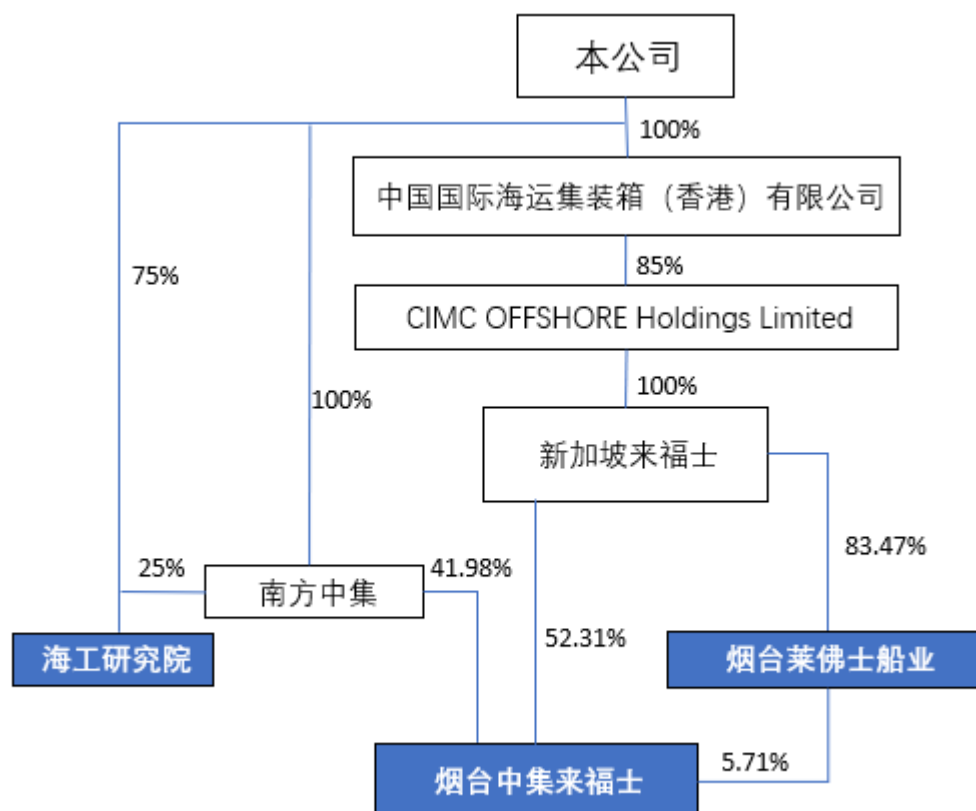 本公司
100%
中国国际海运集装箱（香港）有限公司
75%
85%
CIMC OFFSHORE Holdings Limited
100%
100%
新加坡来福士
83.47%
25%
41.98%
南方中集
52.31%
海工研究院
烟台莱佛士船业
烟台中集来福士
5.71%